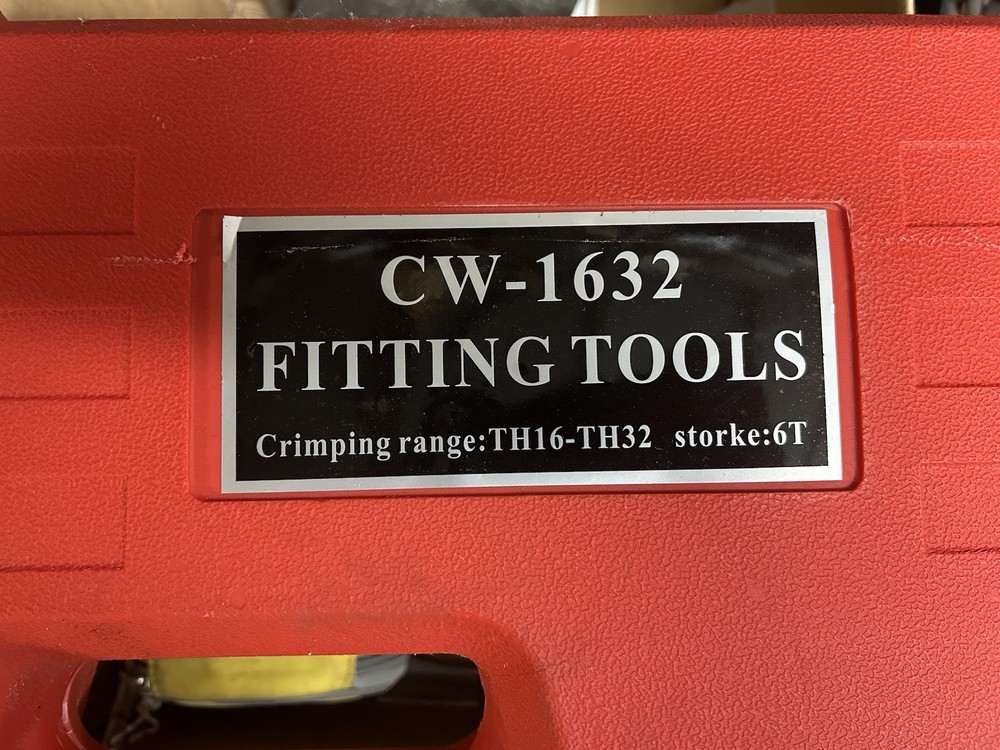 CW-1632
FITTING TOOLS
Crimping range:TH16-TH32 storke:6T